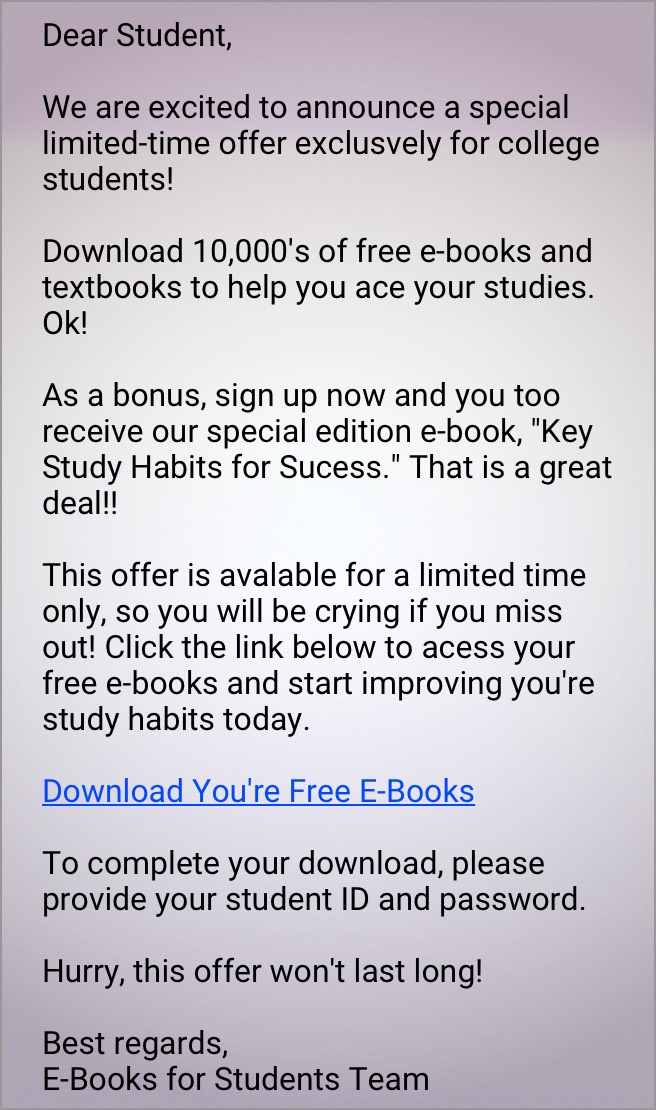 Dear Student,
We are excited to announce a special
limited-time offer exclusvely for college
students!
Download 10,000's of free e-books and
textbooks to help you ace your studies.
Ok!
As a bonus, sign up now and you too
receive our special edition e-book, "Key
Study Habits for Sucess." That is a great
deal!!
This offer is avalable for a limited time
only, so you will be crying if you miss
out! Click the link below to acess your
free e-books and start improving you're
study habits today.
Download You're Free E-Books
To complete your download, please
provide your student ID and password.
Hurry, this offer won't last long!
Best regards,
E-Books for Students Team